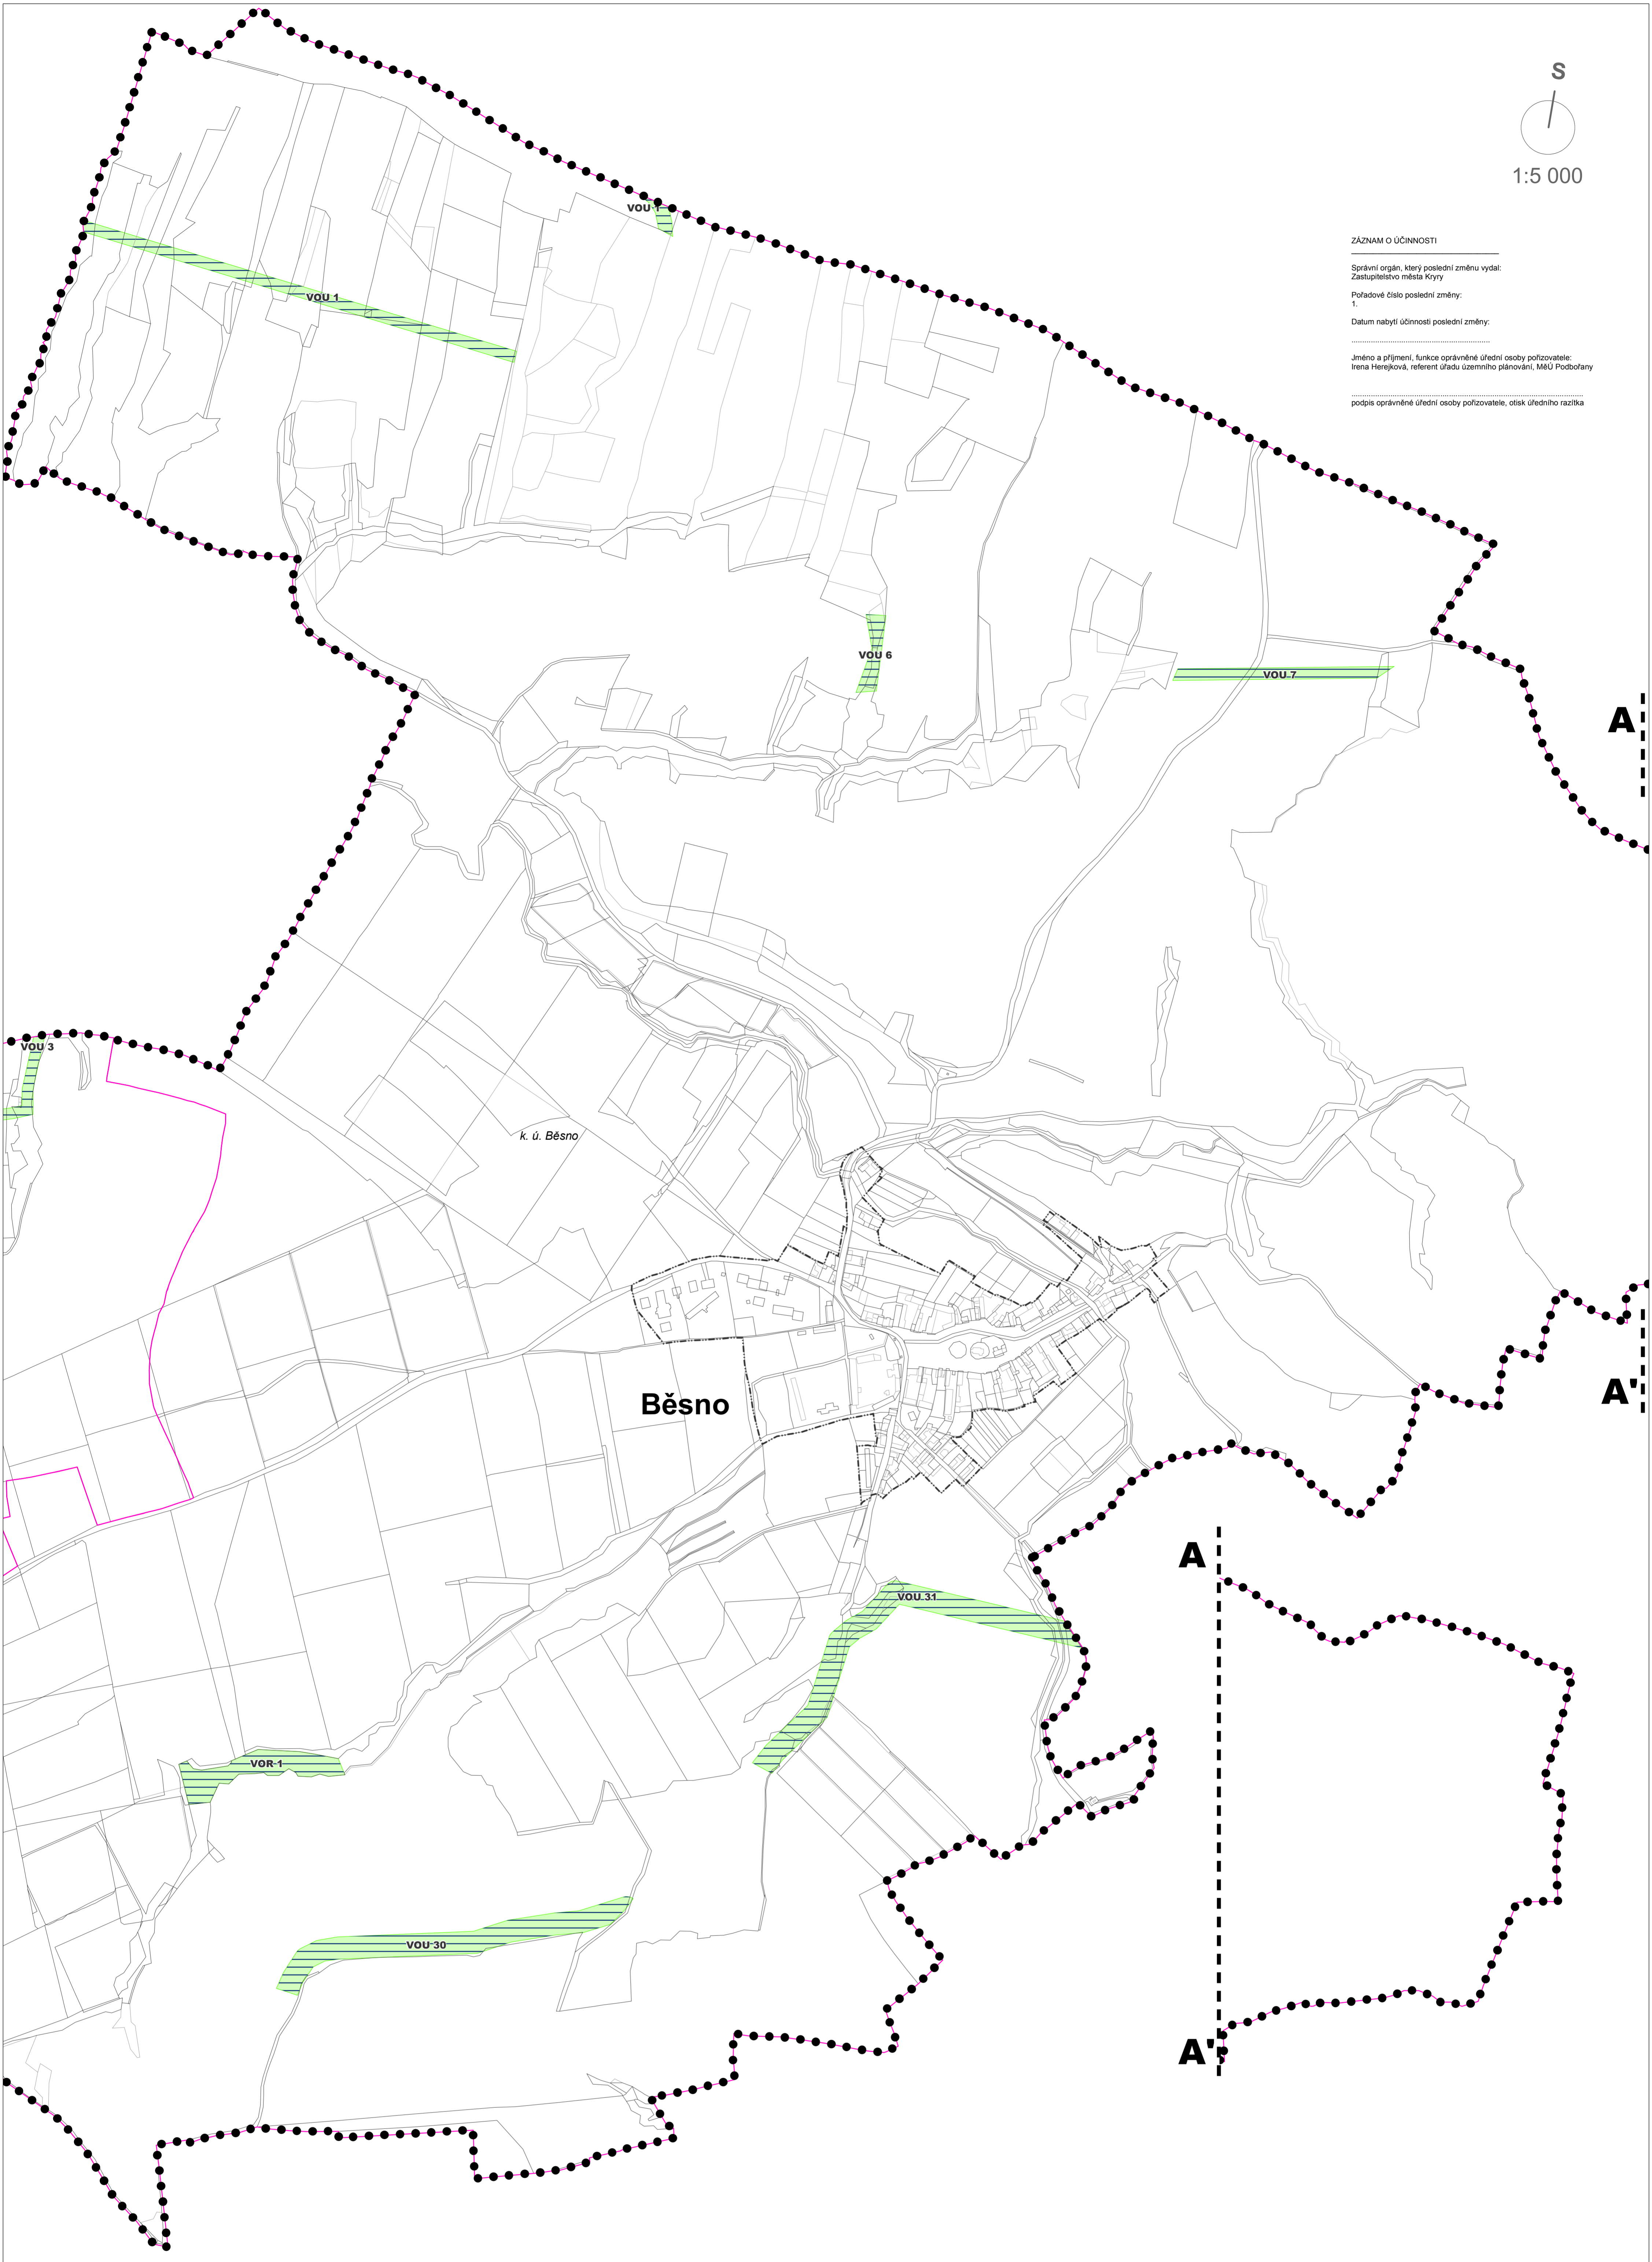 S
1:5 000
VOU 1
ZÁZNAM O ÚČINNOSTI
Správní orgán, který poslední změnu vydal:
Zastupitelstvo města Kryry
Pořadové číslo poslední změny:
1.
VOU 1
Datum nabytí účinnosti poslední změny:
Jméno a příjmení, funkce oprávněné úřední osoby pořizovatele:
Irena Herejková, referent úřadu územního plánování, MěÚ Podbořany
podpis oprávněné úřední osoby pořizovatele, otisk úředního razítka
VOU 6
VOU 7
A
VOU 3
k. ú. Běsno
A'
Běsno
A
VOU 31
VOR 1
VOU 30
A'